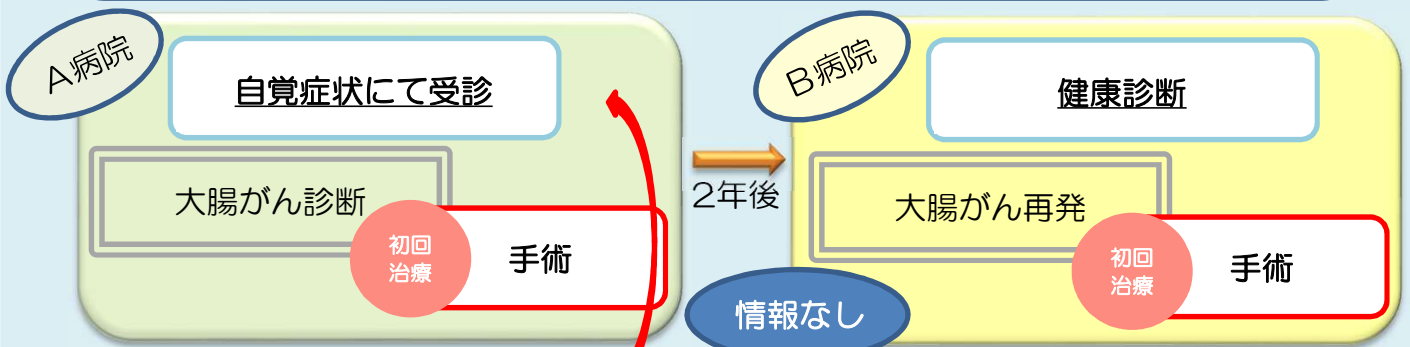 A病院
自覚症状にて受診
大腸がん診断
初回
治療
手術
2年後
情報なし
B病院
健康診断
大腸がん再発
初回
治療
手術